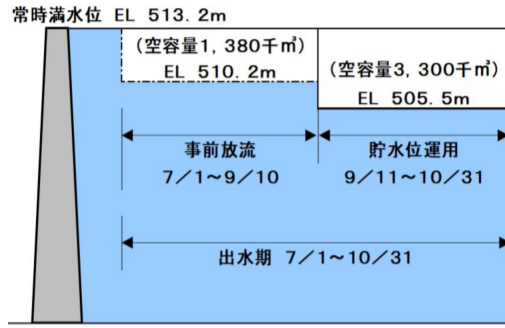 常時満水位 EL 513.2m
（空容量1，380千㎥）
EL 510.2m
（空容量3，300千㎥）
EL 505.5m
事前放流
7／1～9／10
貯水位運用
9／11～10／31
出水期 7／1～10／31